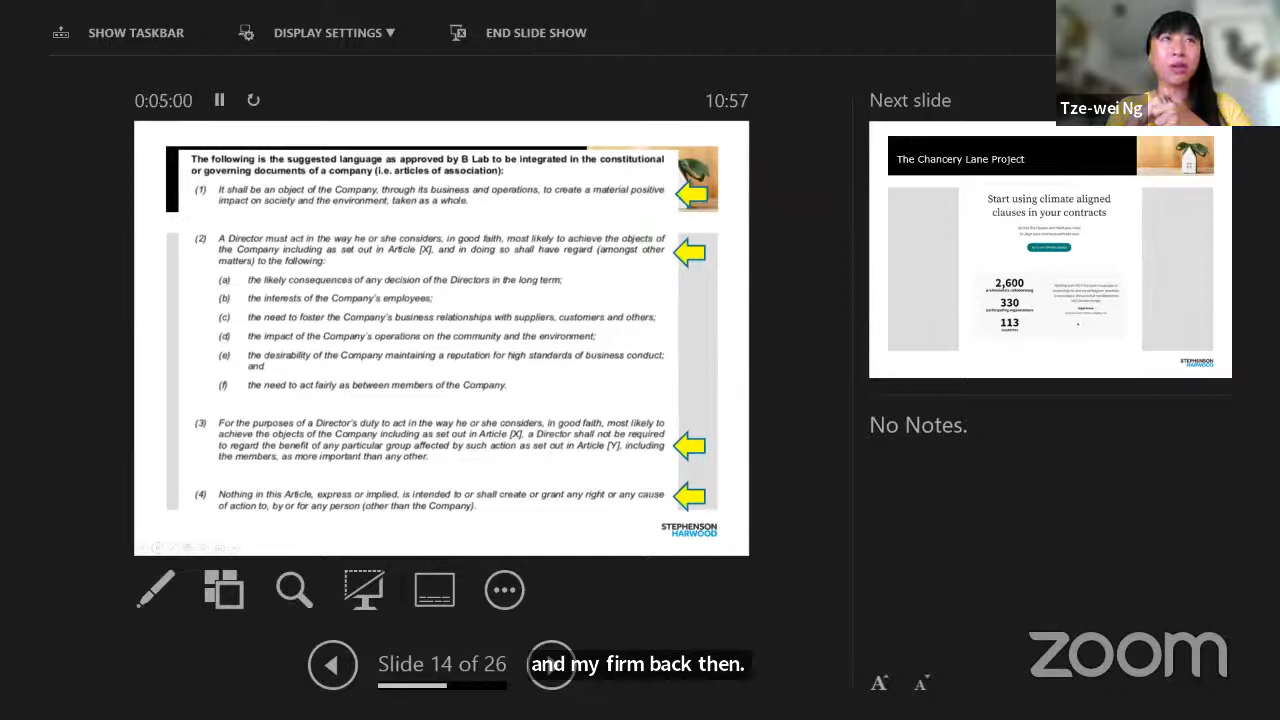 SHOW TASKBAR
DISPLAY SETTINGS ▼
END SLIDE SHOW
Tze-wei Ng
0:05:00
10:57
Next slide
The following is the suggested language as approved by B Lab to be integrated in the constitutional
or governing documents of a company (i.e. articles of association):
(1) It shall be an object of the Company, through its business and operations, to create a material positive
impact on society and the environment, taken as a whole.
(2) A Director must act in the way he or she considers, in good faith, most likely to achieve the objects of
the Company including as set out in Article [X], and in doing so shall have regard (amongst other
matters) to the following:
(a) the likely consequences of any decision of the Directors in the long term;
(b) the interests of the Company's employees;
(c) the need to foster the Company's business relationships with suppliers, customers and others;
(d) the impact of the Company's operations on the community and the environment;
(e) the desirability of the Company maintaining a reputation for high standards of business conduct;
and
(f) the need to act fairly as between members of the Company.
(3) For the purposes of a Director's duty to act in the way he or she considers, in good faith, most likely to
achieve the objects of the Company including as set out in Article [X], a Director shall not be required
to regard the benefit of any particular group affected by such action as set out in Article [Y], including
the members, as more important than any other.
(4) Nothing in this Article, express or implied, is intended to or shall create or grant any right or any cause
of action to, by or for any person (other than the Company).
STEPHENSON
HARWOOD
The Chancery Lane Project
Start using climate aligned
clauses in your contracts
2,600
330
113
STEPHENSON
HARWOOD
No Notes.
Slide 14 of 26
and my firm back then.
zoom
A A